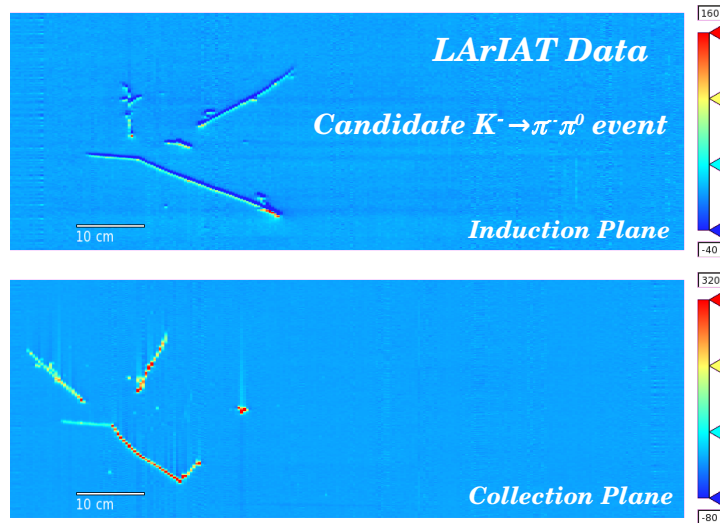 160
LArIAT Data
Candidate K⁻→π⁻π⁰ event
10 cm
Induction Plane
-40
320
10 cm
Collection Plane
-80